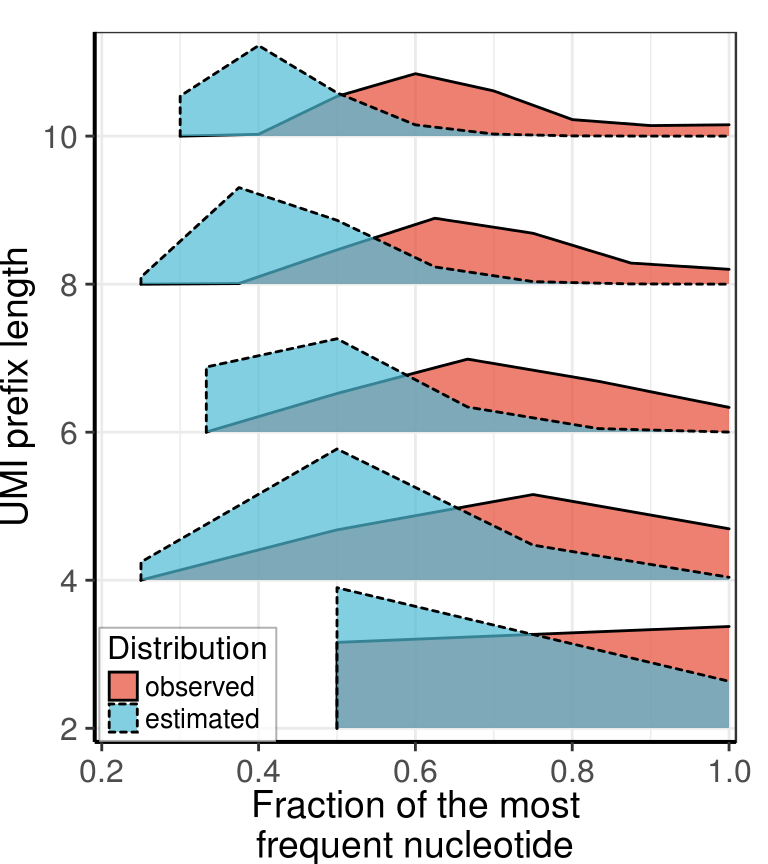 UMI prefix length
10
8
6
4
2
Distribution
observed
estimated
0.2 0.4 0.6 0.8 1.0
Fraction of the most
frequent nucleotide